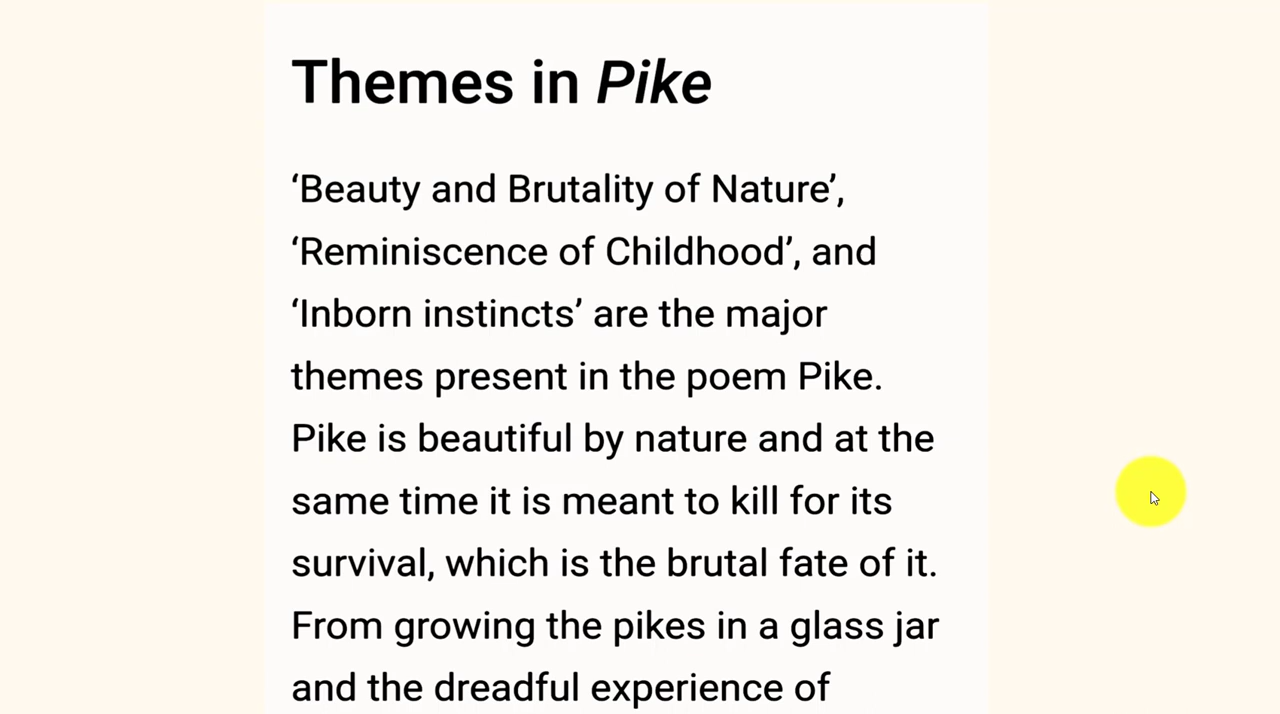 Themes in Pike
‘Beauty and Brutality of Nature’,
‘Reminiscence of Childhood’, and
‘Inborn instincts’ are the major
themes present in the poem Pike.
Pike is beautiful by nature and at the
same time it is meant to kill for its
survival, which is the brutal fate of it.
From growing the pikes in a glass jar
and the dreadful experience of